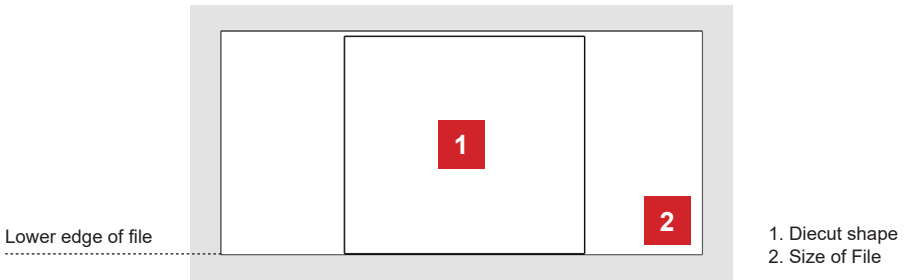 1
2
Lower edge of file
1. Diecut shape
2. Size of File